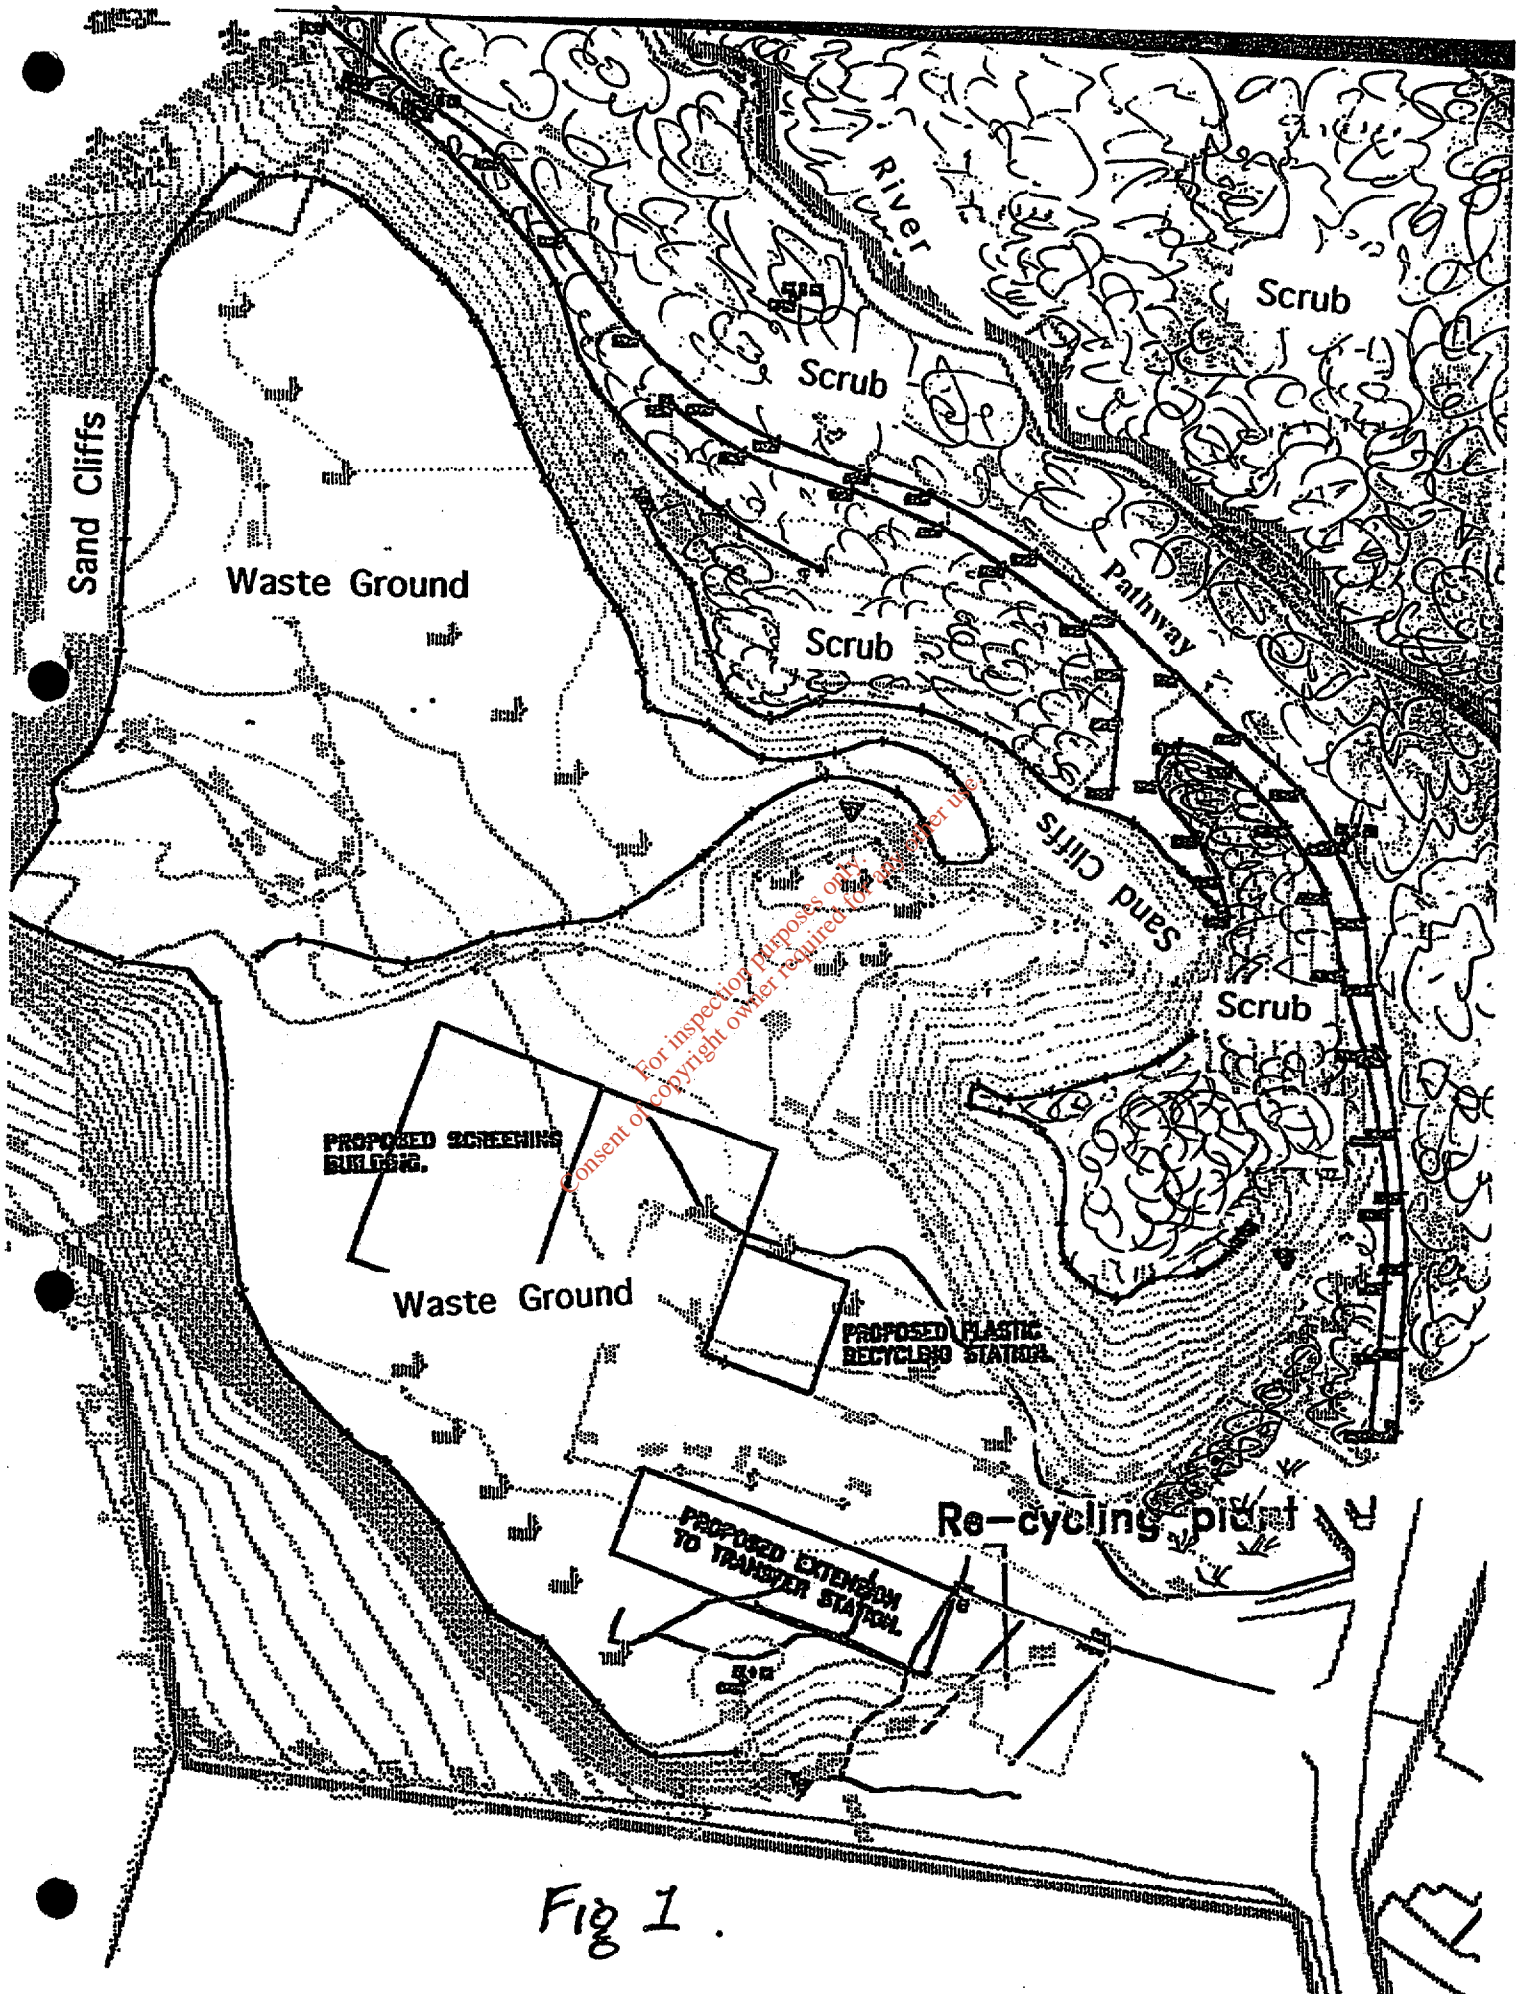 River
Scrub
Scrub
Sand Cliffs
Waste Ground
Pathway
Scrub
Sand Cliffs
Scrub
For inspection purposes only.
Consent of copyright owner required for any other use.
PROPOSED SCREENING
BUILDING.
Waste Ground
PROPOSED PLASTIC
RECYCLING STATION.
Re-cycling plant
PROPOSED EXTENSION
TO TRANSFER STATION.
Fig 1.